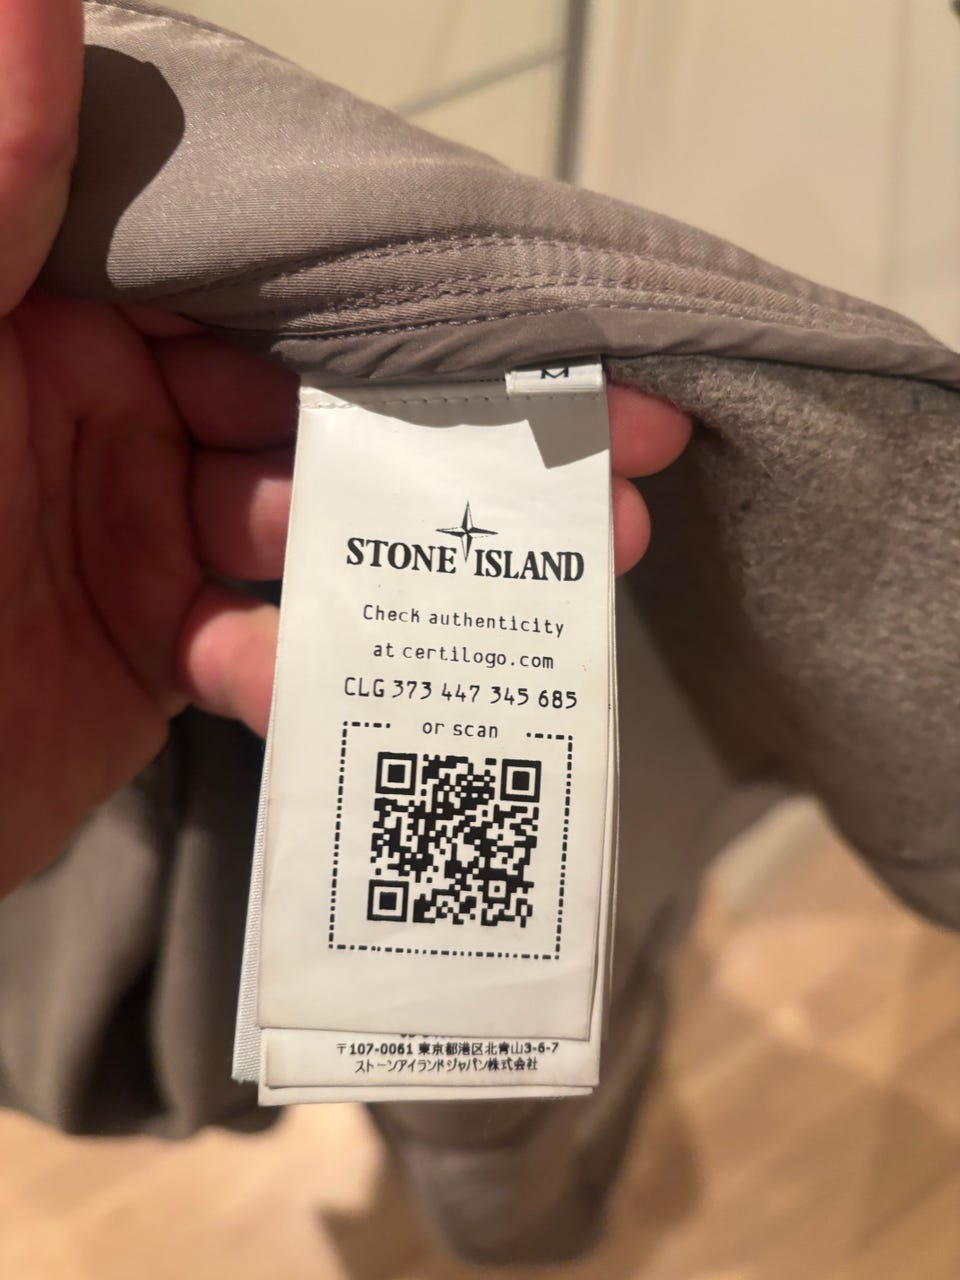 M
STONE ISLAND
Check authenticity
at certilogo.com
CLG 373 447 345 685
or scan
〒107-0061 東京都港区北青山3-6-7
ストーンアイランドジャパン株式会社